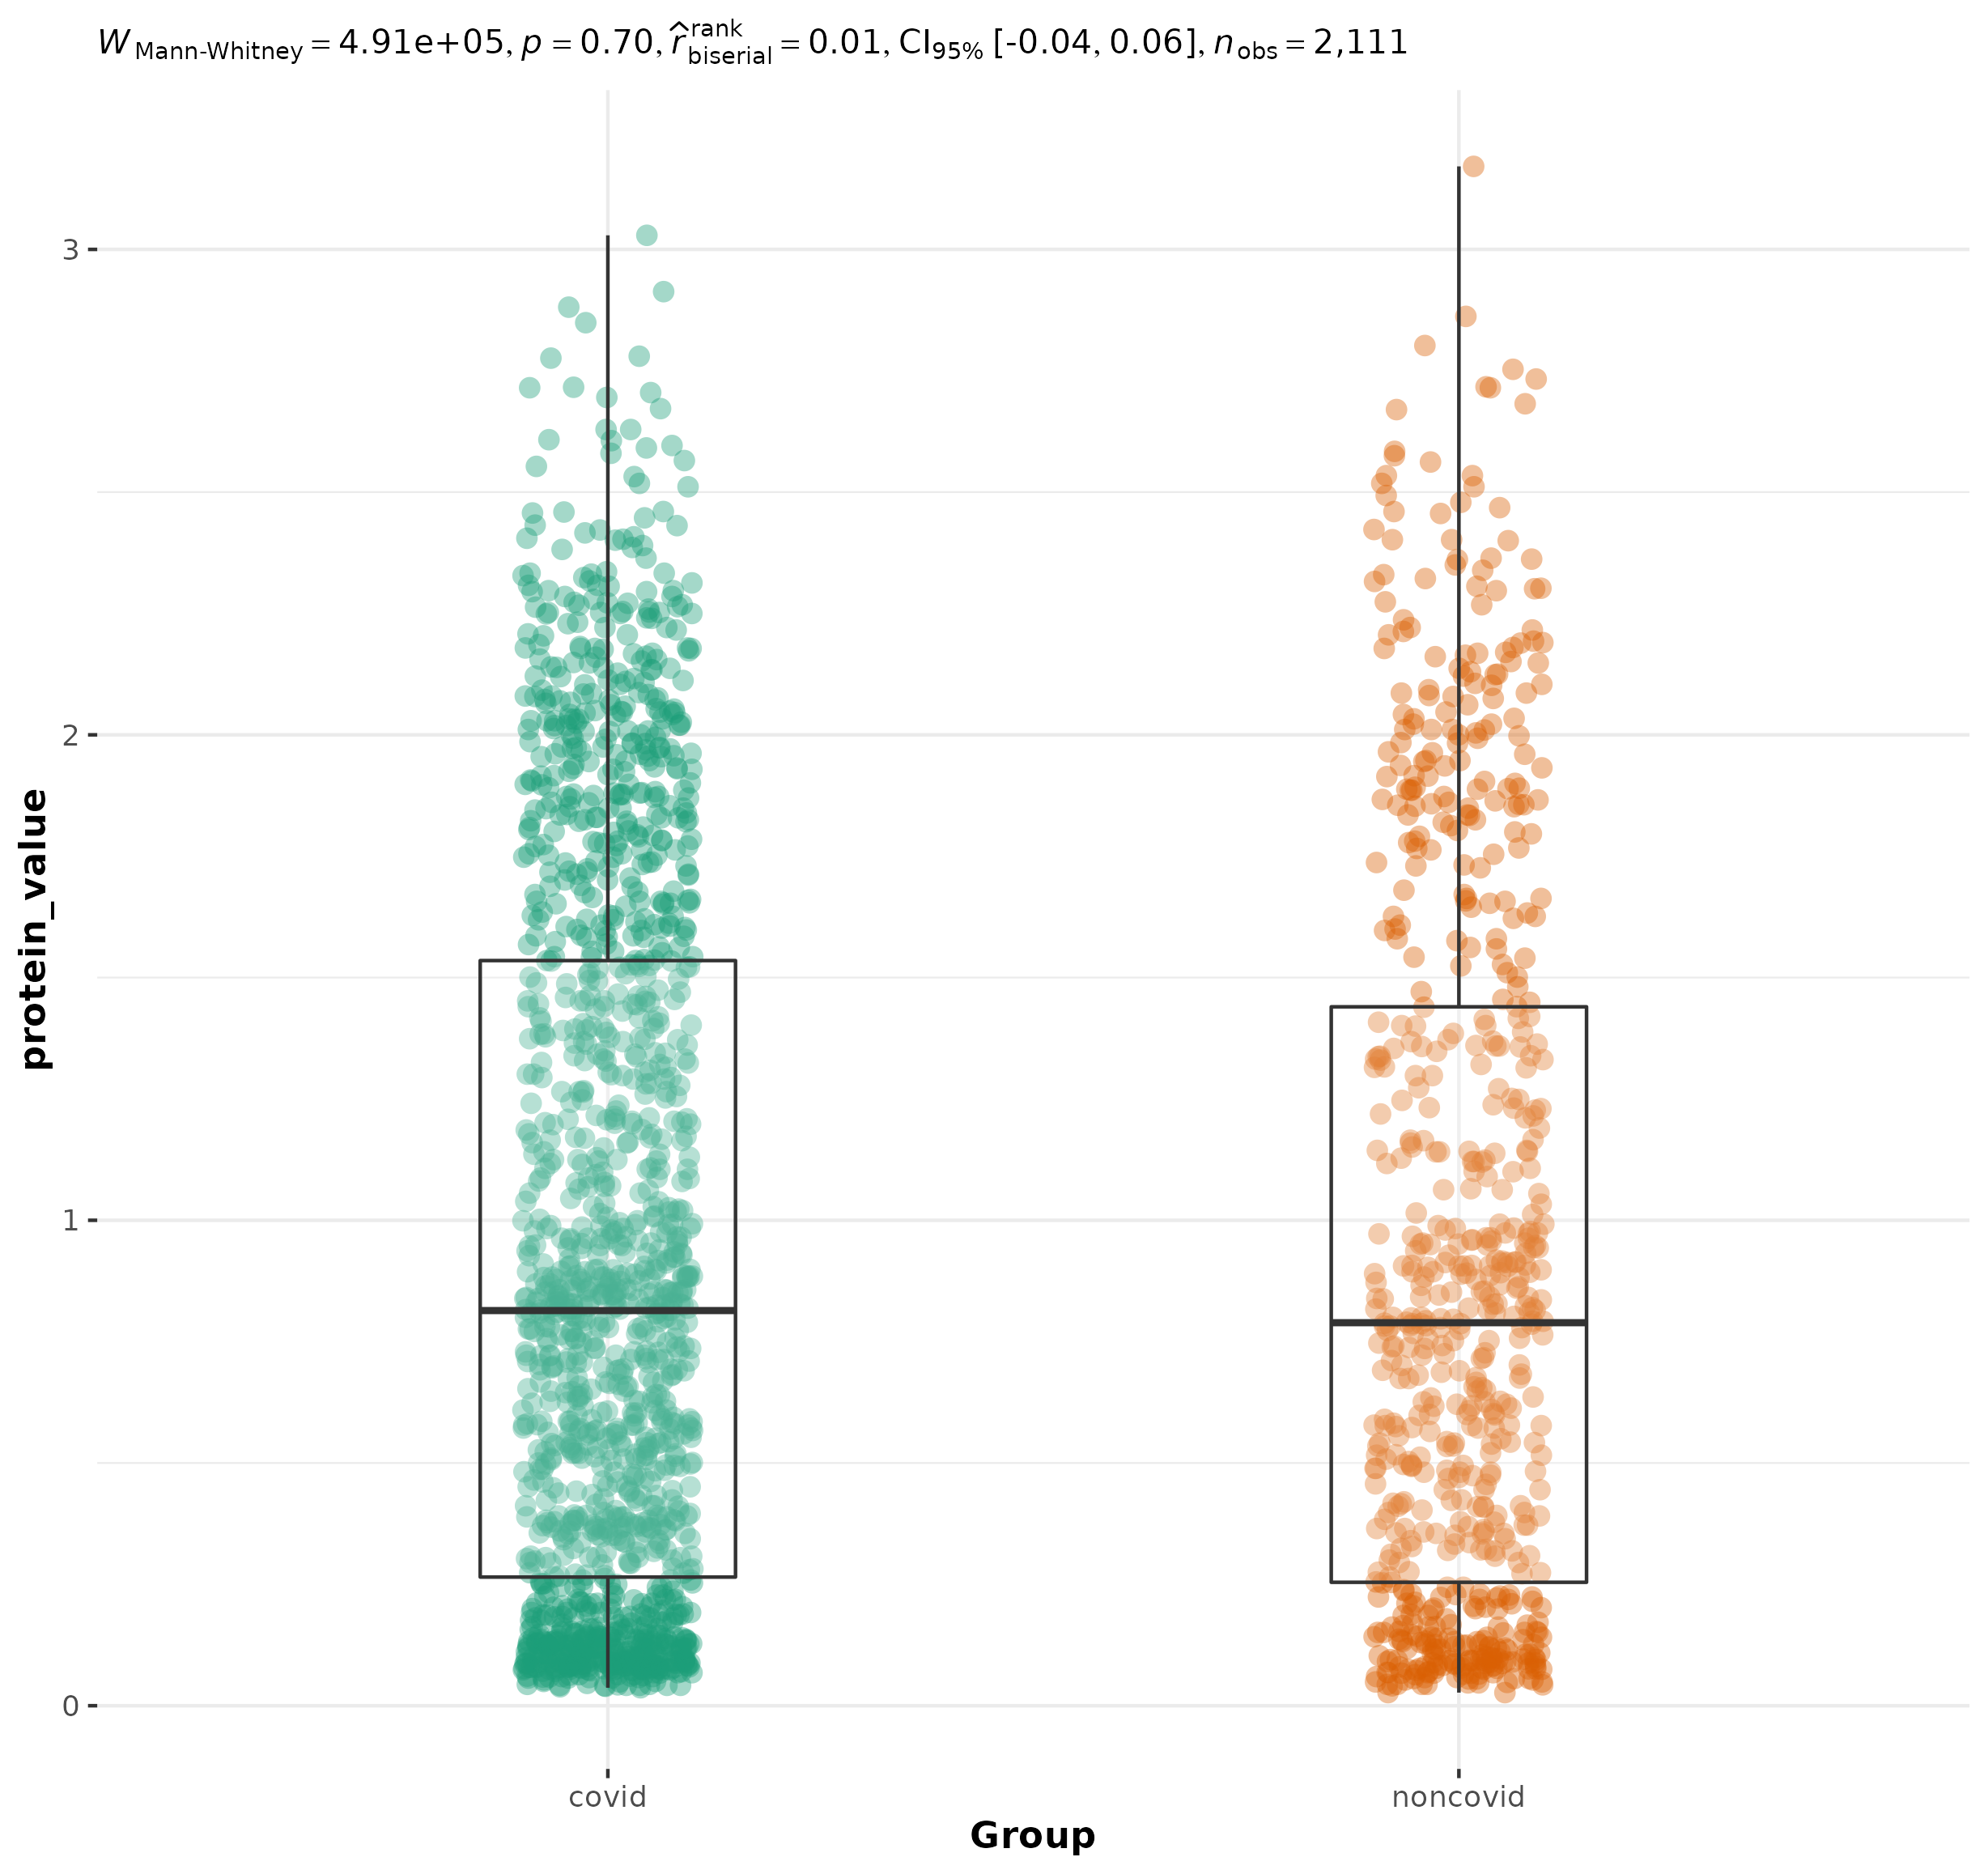 W Mann-Whitney = 4.91e+05, p = 0.70, r̂ rank biserial = 0.01, CI95% [-0.04, 0.06], n obs = 2,111
3
2
1
0
protein_value
covid
noncovid
Group